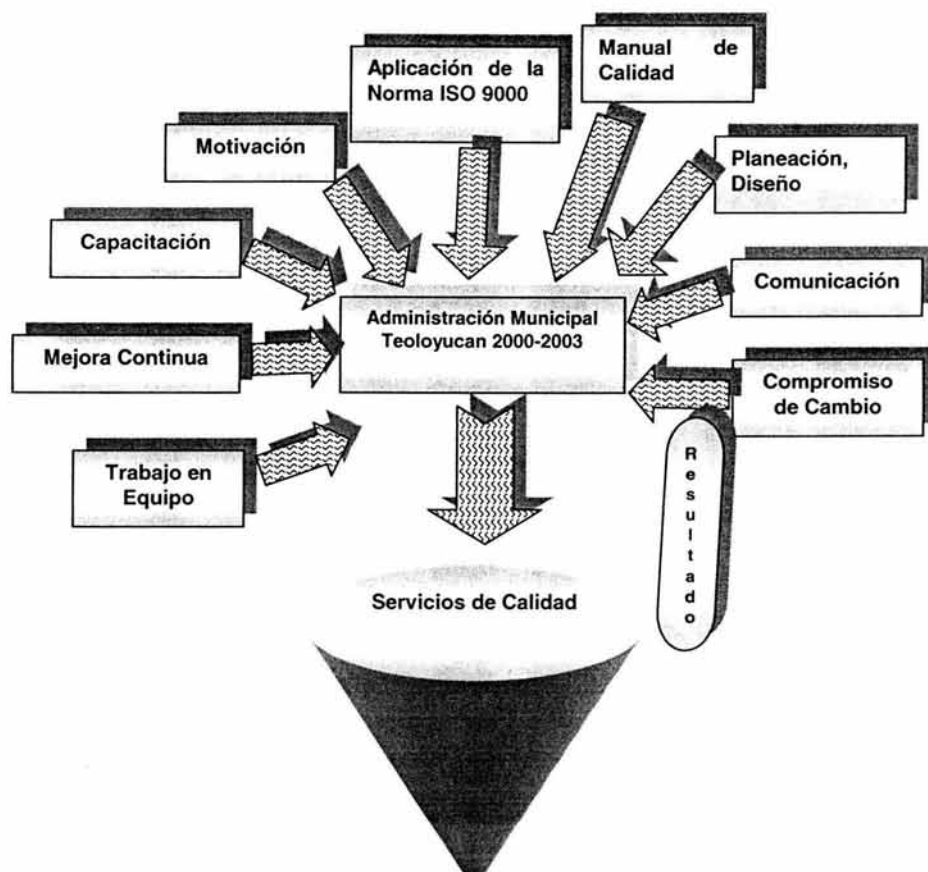 Aplicación de la
Norma ISO 9000
Manual de
Calidad
Motivación
Planeación,
Diseño
Capacitación
Comunicación
Administración Municipal
Teoloyucan 2000-2003
Mejora Continua
Compromiso
de Cambio
Trabajo en
Equipo
Resultado
Servicios de Calidad